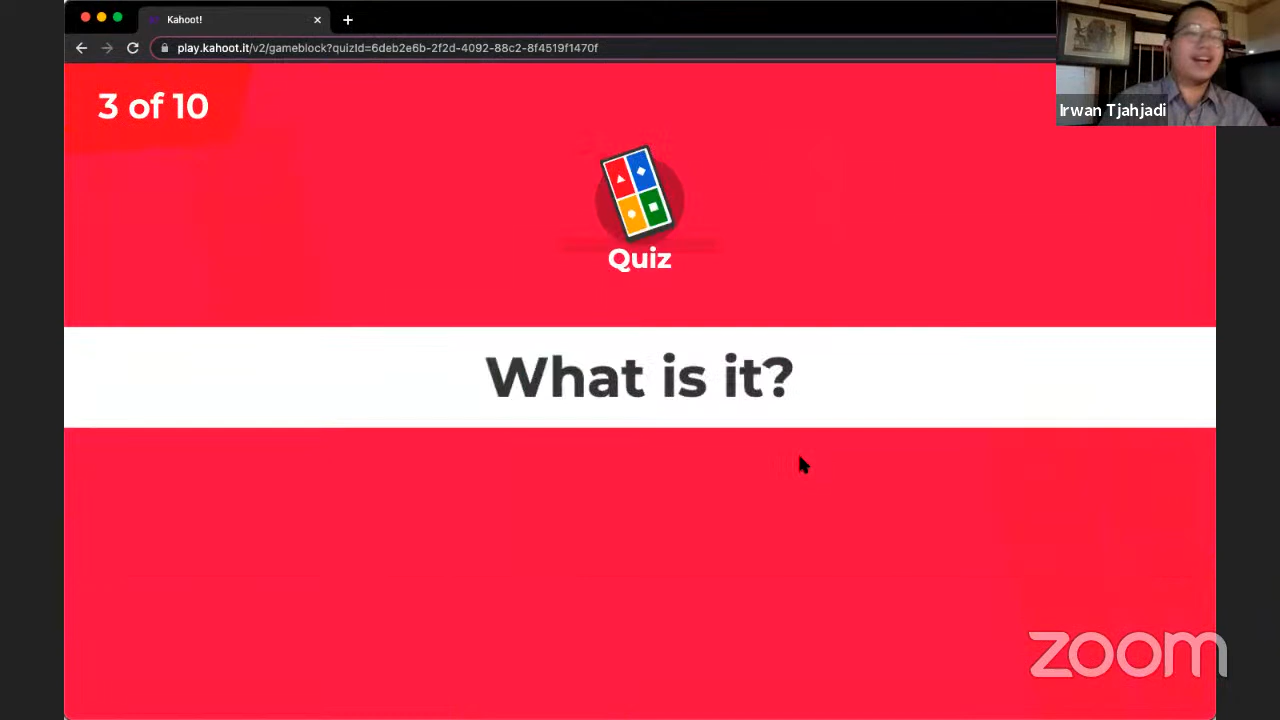 Kahoot!
play.kahoot.it/v2/gameblock?quizId=6deb2e6b-2f2d-4092-88c2-8f4519f1470f
3 of 10
Irwan Tjahjadi
Quiz
What is it?
zoom